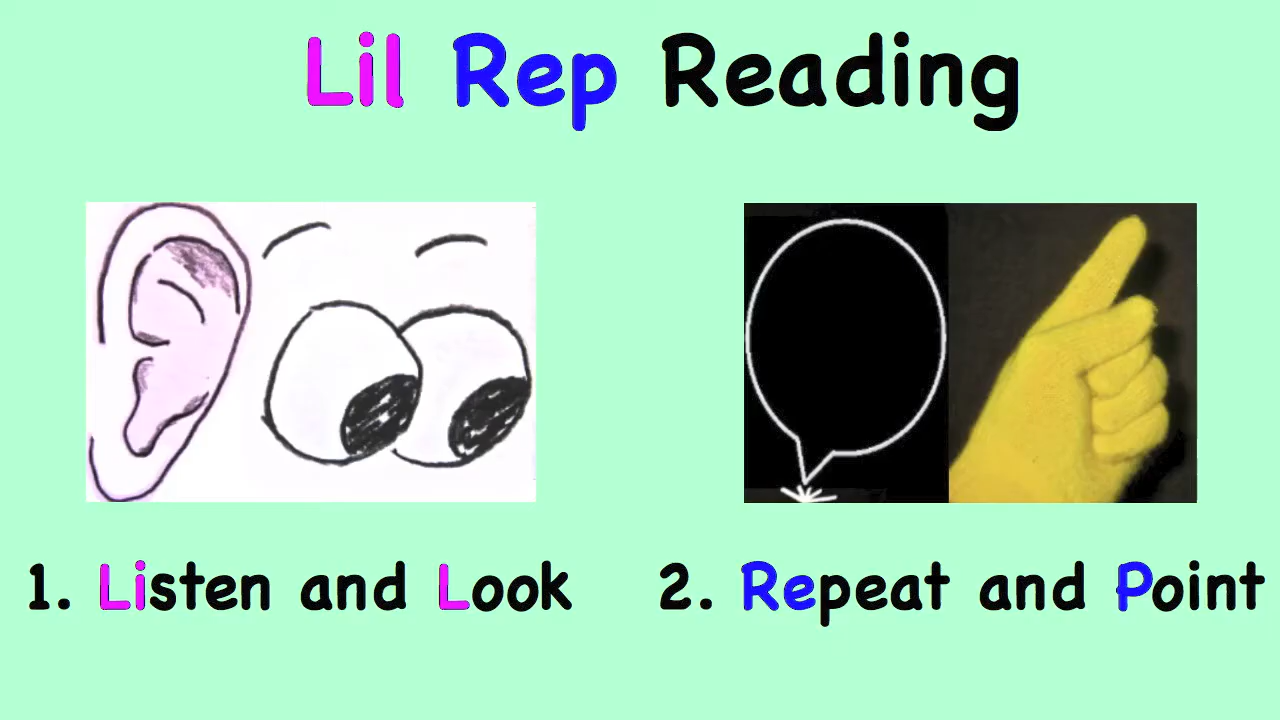 Lil Rep Reading
1. Listen and Look
2. Repeat and Point